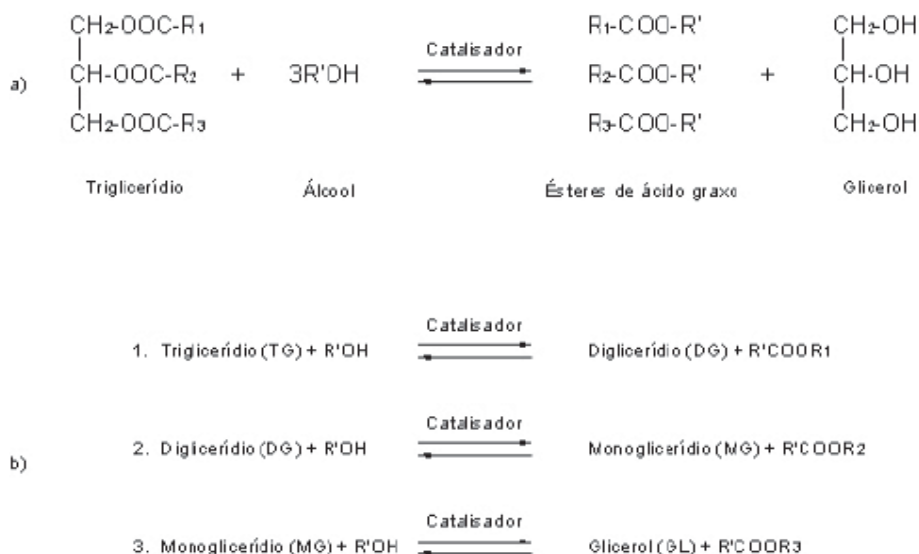 CH2-OOC-R1 R1-COO-R' CH2-OH
Catalisador
a) CH-OOC-R2 + 3R'OH R2-COO-R' + CH-OH
CH2-OOC-R3 R3-COO-R' CH2-OH
Triglicerídio Álcool Ésteres de ácido graxo Glicerol
Catalisador
1. Triglicerídio (TG) + R'OH Diglicerídio (DG) + R'COOR1
Catalisador
b) 2. Diglicerídio (DG) + R'OH Monoglicerídio (MG) + R'COOR2
Catalisador
3. Monoglicerídio (MG) + R'OH Glicerol (GL) + R'COOR3